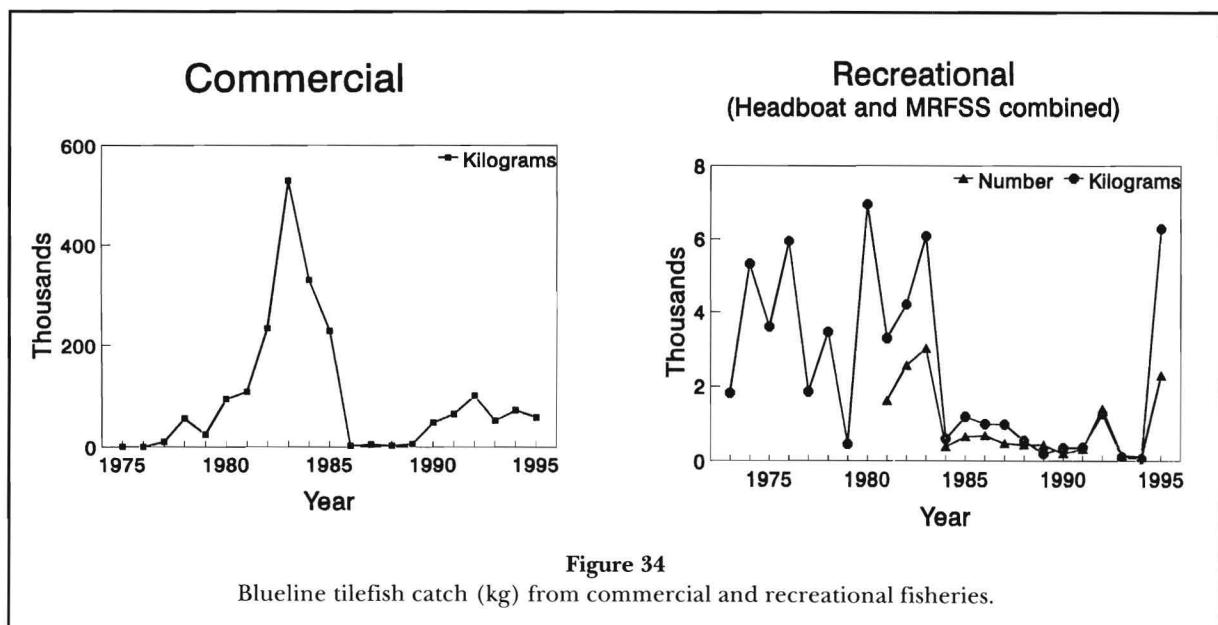 Commercial
600
400
200
0
Thousands
Kilograms
1975 1980 1985 1990 1995
Year
Recreational
(Headboat and MRFSS combined)
8
6
4
2
0
Thousands
Number Kilograms
1975 1980 1985 1990 1995
Year
Figure 34
Blueline tilefish catch (kg) from commercial and recreational fisheries.